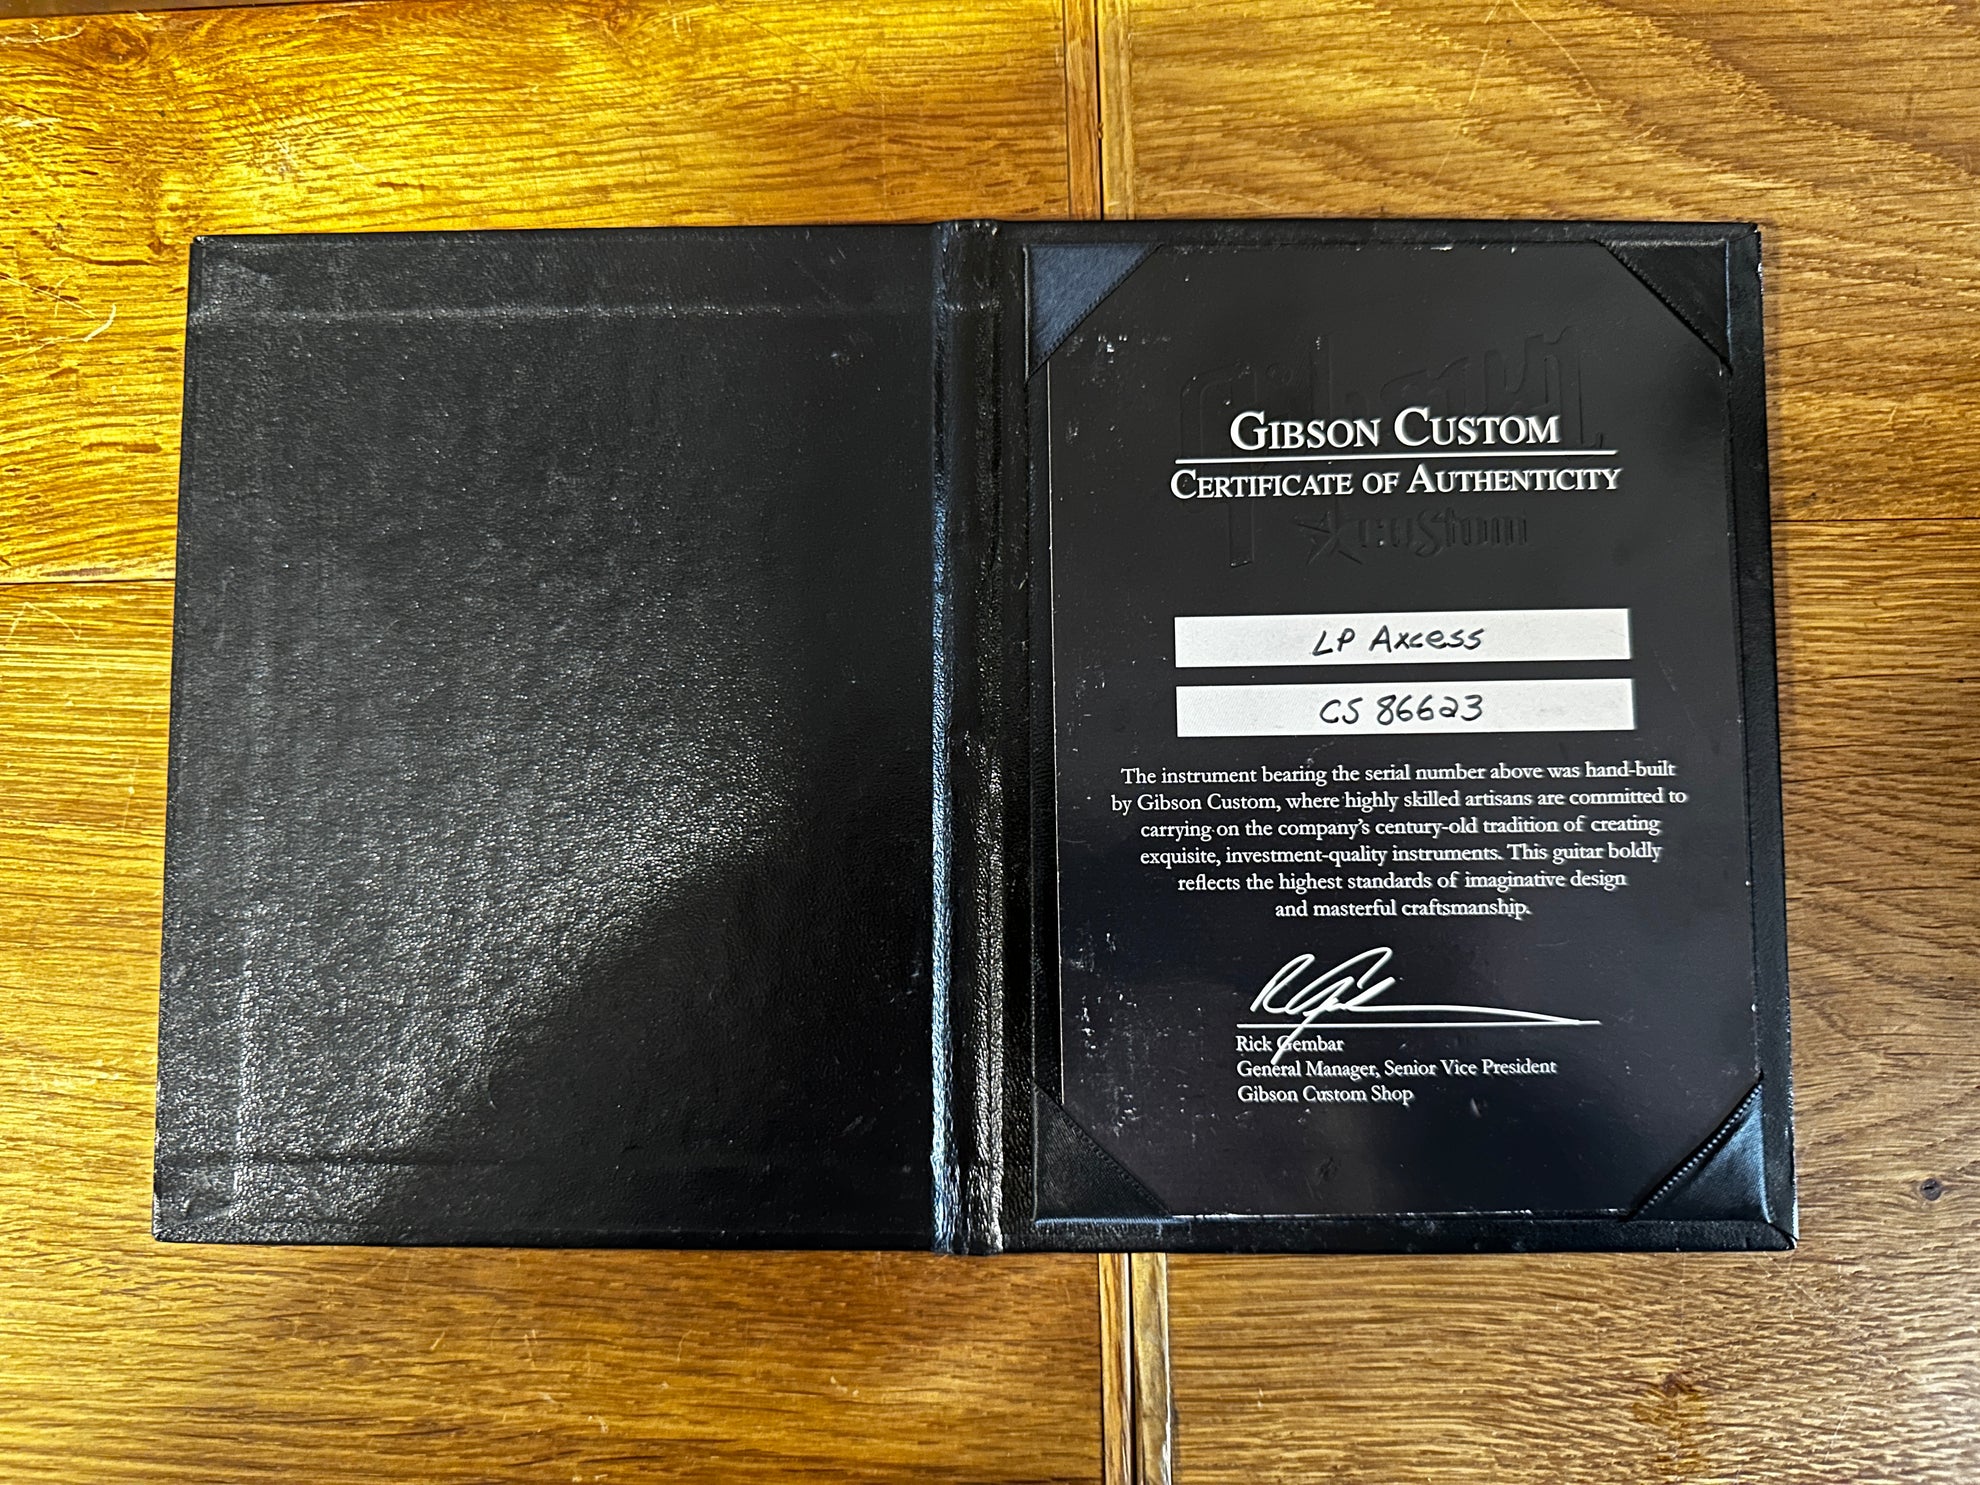 Gibson
GIBSON CUSTOM
CERTIFICATE OF AUTHENTICITY
Custom
LP Axcess
CS 86623
The instrument bearing the serial number above was hand-built
by Gibson Custom, where highly skilled artisans are committed to
carrying on the company's century-old tradition of creating
exquisite, investment-quality instruments. This guitar boldly
reflects the highest standards of imaginative design
and masterful craftsmanship.
Rick Gembar
General Manager, Senior Vice President
Gibson Custom Shop